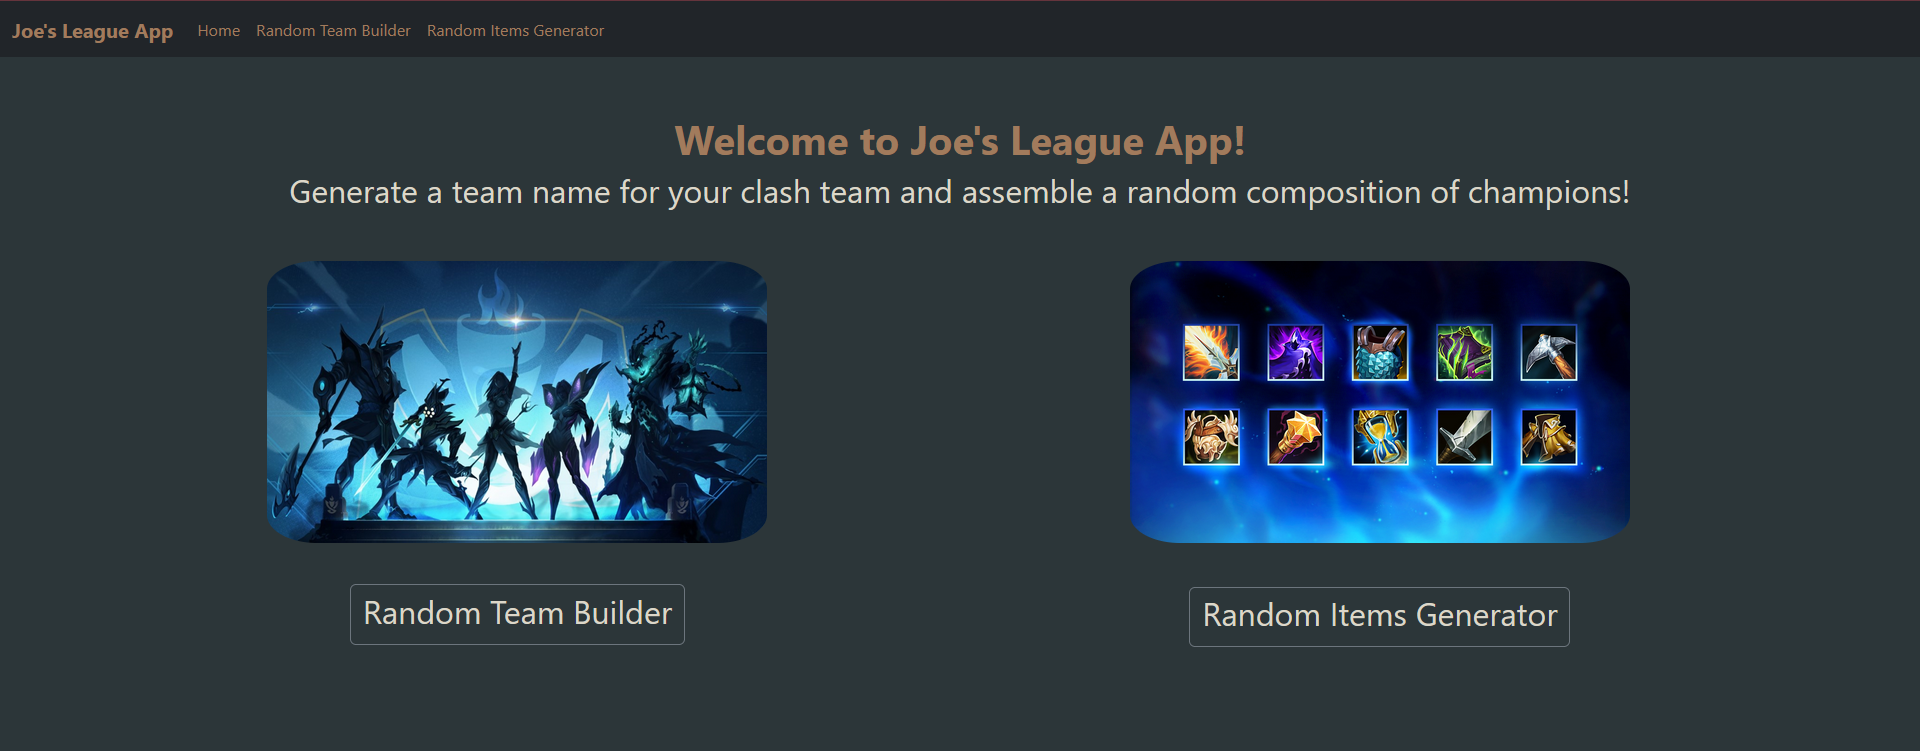 Joe's League App Home Random Team Builder Random Items Generator
Welcome to Joe's League App!
Generate a team name for your clash team and assemble a random composition of champions!
Random Team Builder
Random Items Generator